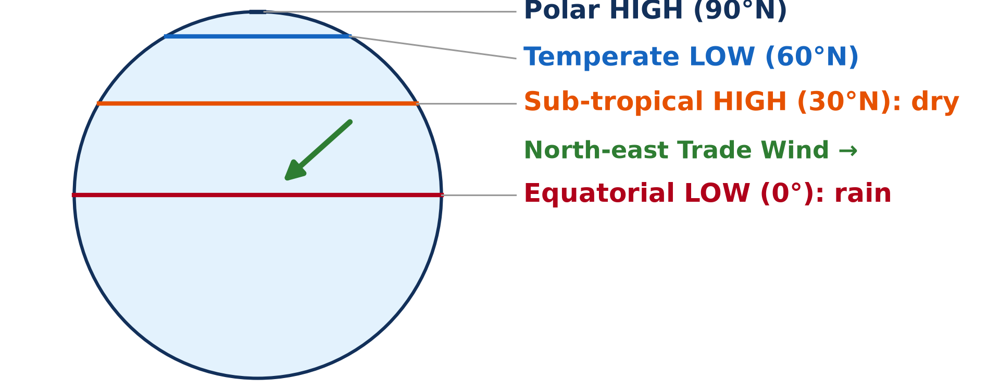 Polar HIGH (90°N)
Temperate LOW (60°N)
Sub-tropical HIGH (30°N): dry
North-east Trade Wind →
Equatorial LOW (0°): rain